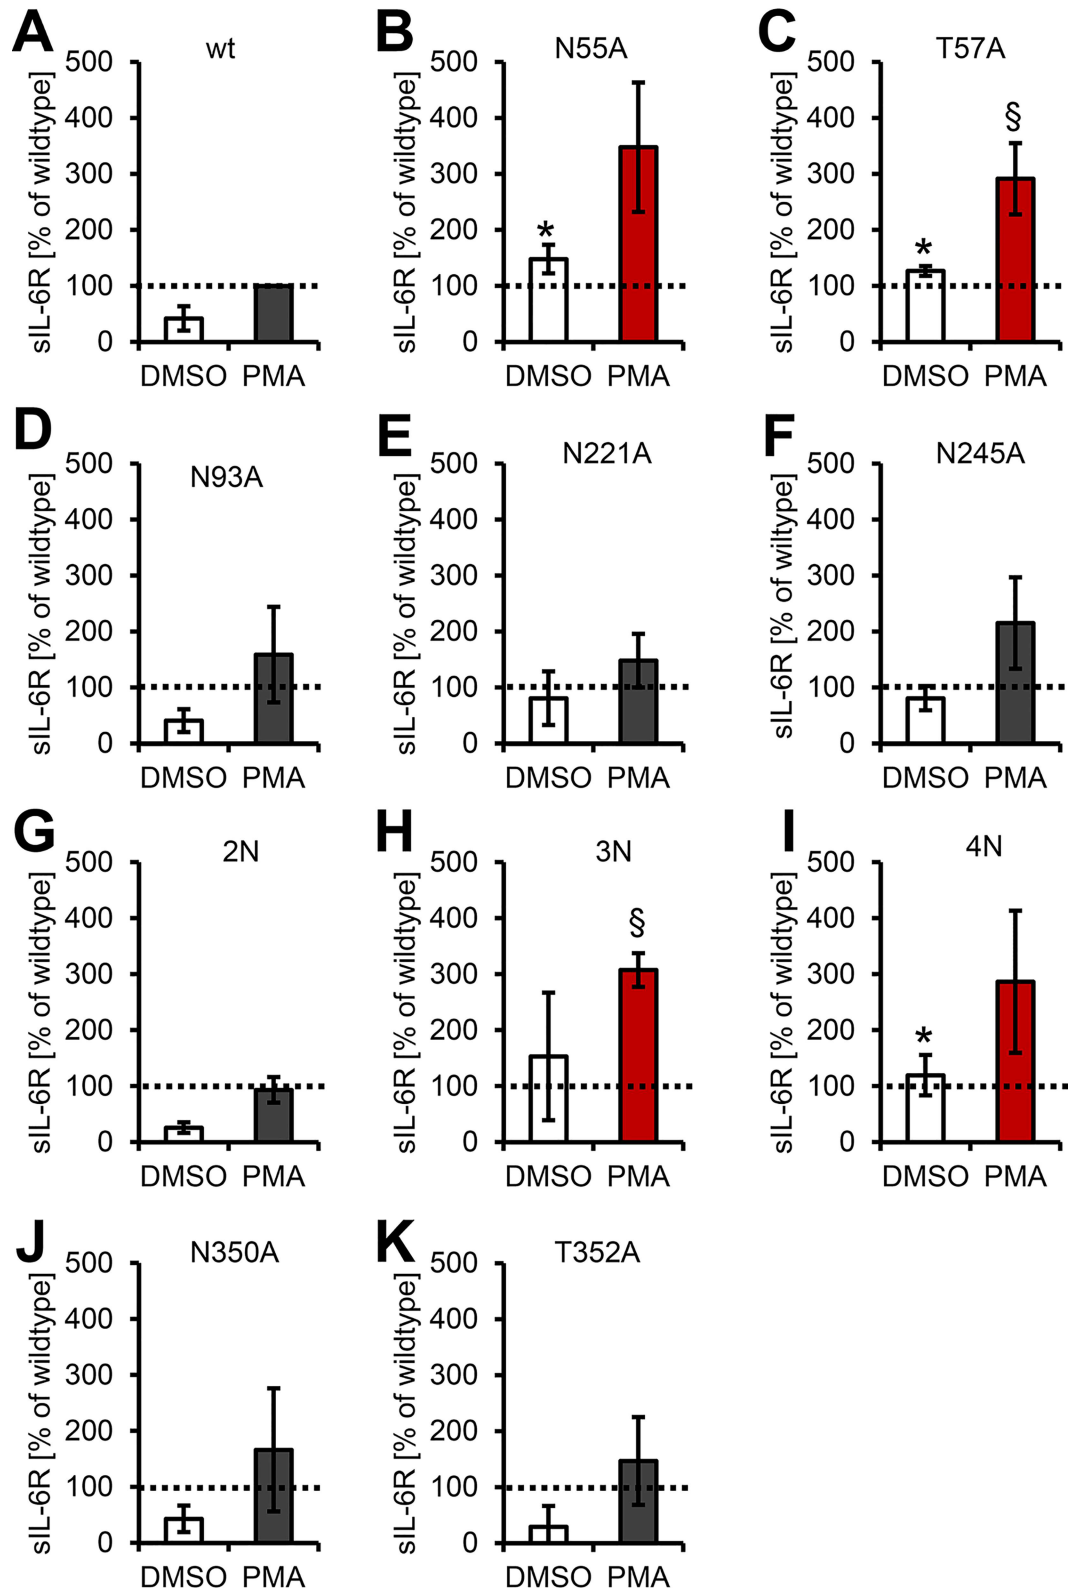 A
wt
sIL-6R [% of wildtype]
500
400
300
200
100
0
DMSO PMA
B
N55A
sIL-6R [% of wildtype]
500
400
300
200
100
0
*
DMSO PMA
C
T57A
sIL-6R [% of wildtype]
500
400
300
200
100
0
*
§
DMSO PMA
D
N93A
sIL-6R [% of wildtype]
500
400
300
200
100
0
DMSO PMA
E
N221A
sIL-6R [% of wildtype]
500
400
300
200
100
0
DMSO PMA
F
N245A
sIL-6R [% of wiltype]
500
400
300
200
100
0
DMSO PMA
G
2N
sIL-6R [% of wildtype]
500
400
300
200
100
0
DMSO PMA
H
3N
sIL-6R [% of wildtype]
500
400
300
200
100
0
§
DMSO PMA
I
4N
sIL-6R [% of wildtype]
500
400
300
200
100
0
*
DMSO PMA
J
N350A
sIL-6R [% of wildtype]
500
400
300
200
100
0
DMSO PMA
K
T352A
sIL-6R [% of wildtype]
500
400
300
200
100
0
DMSO PMA